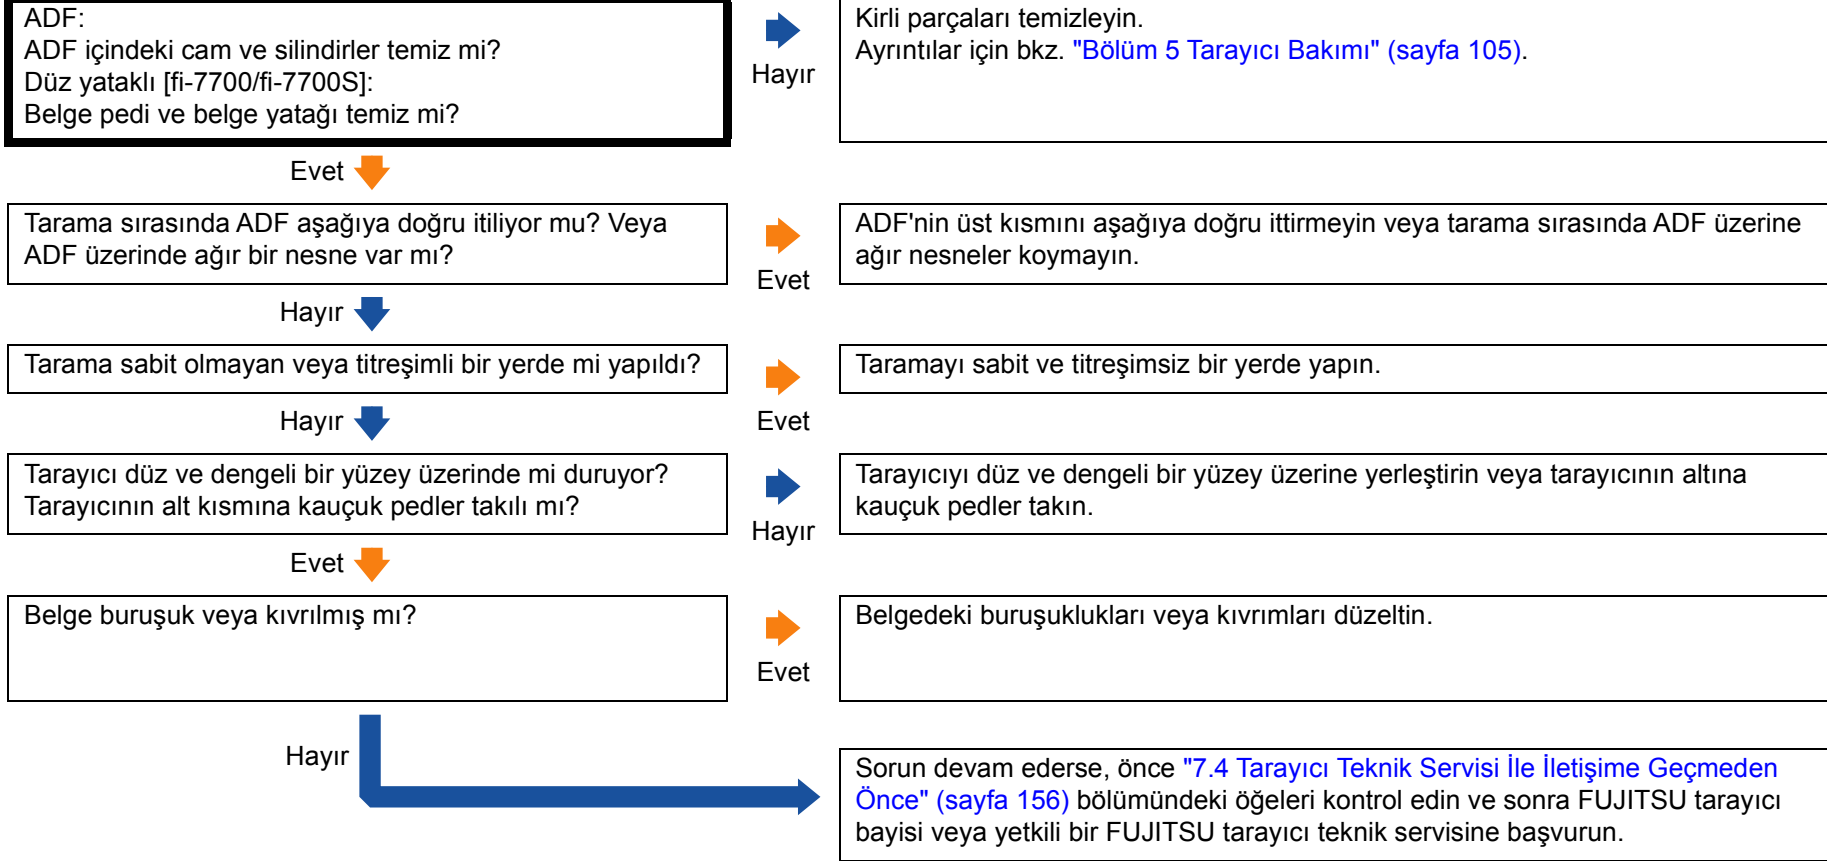 ADF:
ADF içindeki cam ve silindirler temiz mi?
Düz yataklı [fi-7700/fi-7700S]:
Belge pedi ve belge yatağı temiz mi?
Hayır
Kirli parçaları temizleyin.
Ayrıntılar için bkz. "Bölüm 5 Tarayıcı Bakımı" (sayfa 105).
Evet
Tarama sırasında ADF aşağıya doğru itiliyor mu? Veya
ADF üzerinde ağır bir nesne var mı?
Evet
ADF'nin üst kısmını aşağıya doğru ittirmeyin veya tarama sırasında ADF üzerine
ağır nesneler koymayın.
Hayır
Tarama sabit olmayan veya titreşimli bir yerde mi yapıldı?
Evet
Taramayı sabit ve titreşimsiz bir yerde yapın.
Hayır
Tarayıcı düz ve dengeli bir yüzey üzerinde mi duruyor?
Tarayıcının alt kısmına kauçuk pedler takılı mı?
Hayır
Tarayıcıyı düz ve dengeli bir yüzey üzerine yerleştirin veya tarayıcının altına
kauçuk pedler takın.
Evet
Belge buruşuk veya kıvrılmış mı?
Evet
Belgedeki buruşuklukları veya kıvrımları düzeltin.
Hayır
Sorun devam ederse, önce "7.4 Tarayıcı Teknik Servisi İle İletişime Geçmeden
Önce" (sayfa 156) bölümündeki öğeleri kontrol edin ve sonra FUJITSU tarayıcı
bayisi veya yetkili bir FUJITSU tarayıcı teknik servisine başvurun.